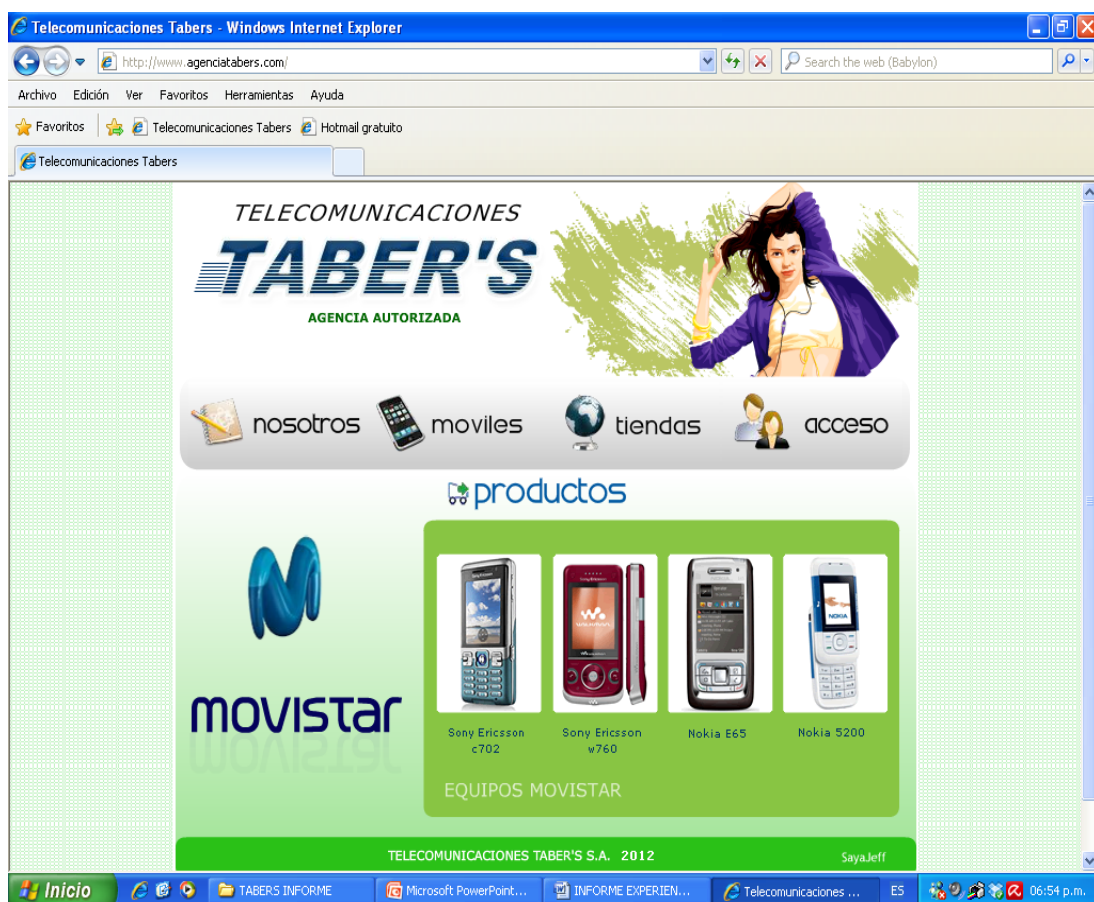 Telecomunicaciones Tabers - Windows Internet Explorer
http://www.agenciatabers.com/
Search the web (Babylon)
Archivo Edición Ver Favoritos Herramientas Ayuda
Favoritos Telecomunicaciones Tabers Hotmail gratuito
Telecomunicaciones Tabers
TELECOMUNICACIONES
TABER'S
AGENCIA AUTORIZADA
nosotros moviles tiendas acceso
productos
movistar
Sony Ericsson
c702
Sony Ericsson
w760
Nokia E65
Nokia 5200
EQUIPOS MOVISTAR
TELECOMUNICACIONES TABER'S S.A. 2012
SayaJeff
Inicio TABERS INFORME Microsoft PowerPoint... INFORME EXPERIEN... Telecomunicaciones ... ES 06:54 p.m.